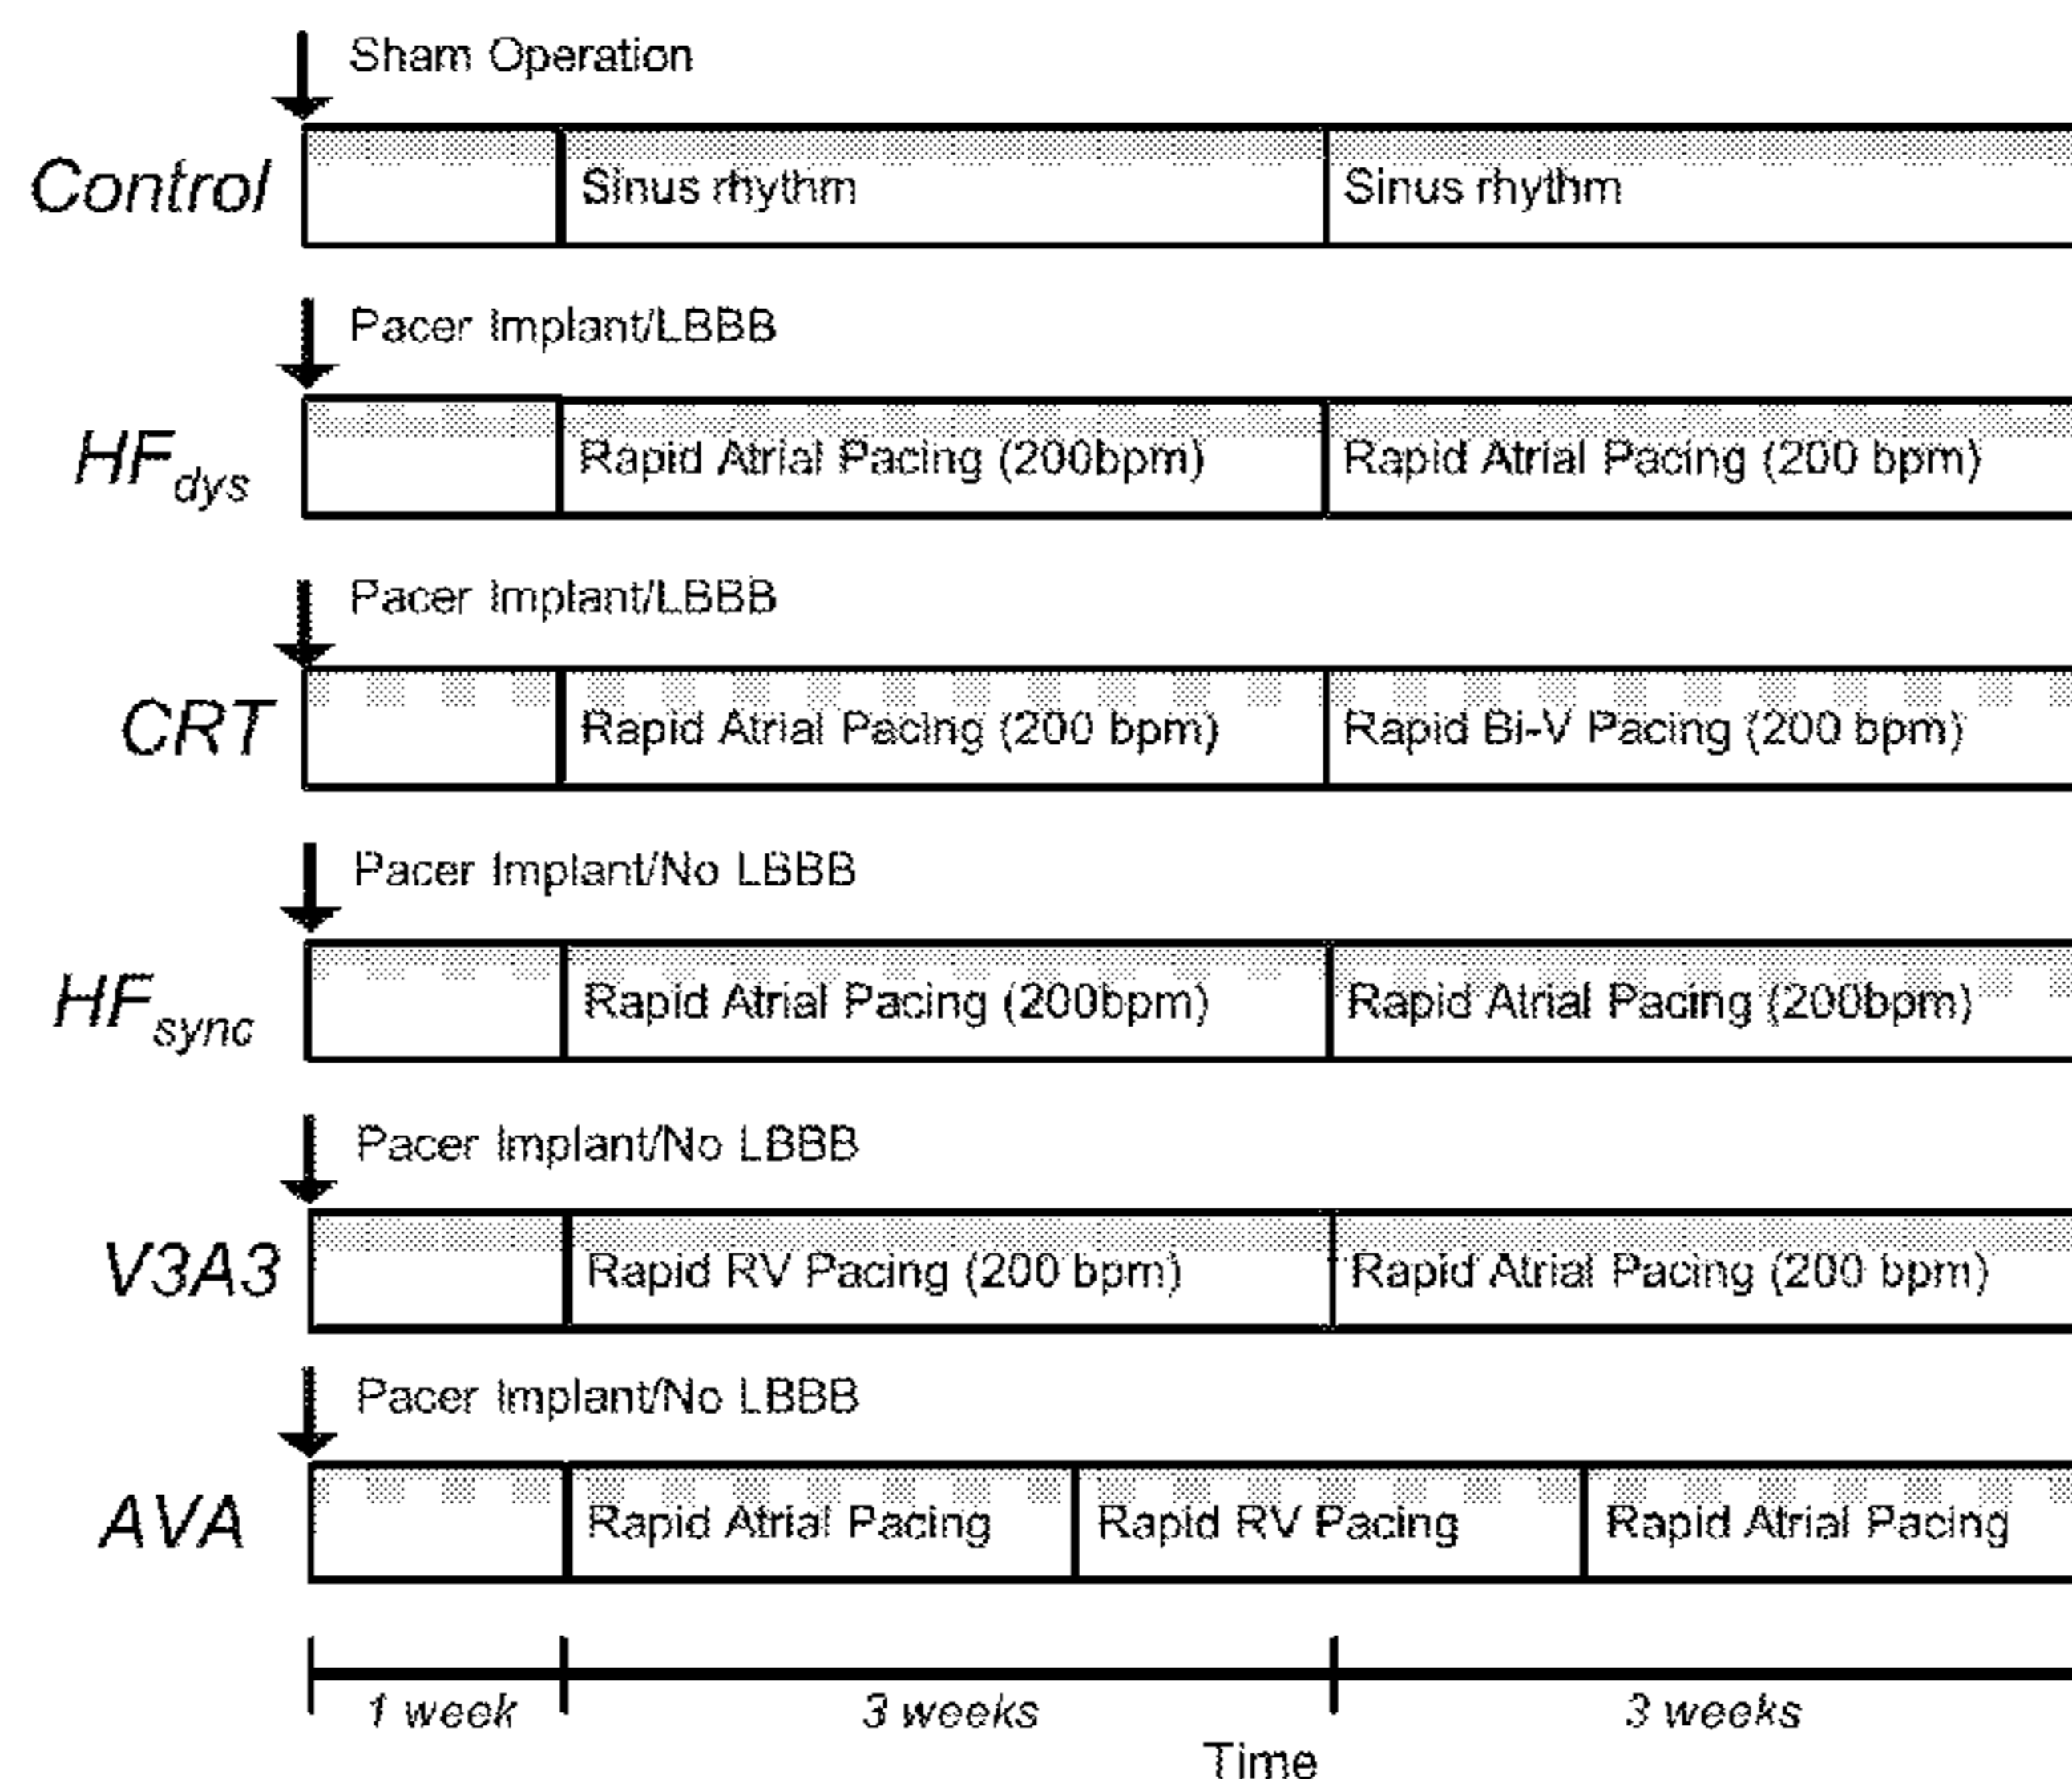 Sham Operation
Control
Sinus rhythm
Sinus rhythm
Pacer Implant/LBBB
HFdys
Rapid Atrial Pacing (200bpm)
Rapid Atrial Pacing (200 bpm)
Pacer Implant/LBBB
CRT
Rapid Atrial Pacing (200 bpm)
Rapid Bi-V Pacing (200 bpm)
Pacer Implant/No LBBB
HFsync
Rapid Atrial Pacing (200bpm)
Rapid Atrial Pacing (200bpm)
Pacer Implant/No LBBB
V3A3
Rapid RV Pacing (200 bpm)
Rapid Atrial Pacing (200 bpm)
Pacer Implant/No LBBB
AVA
Rapid Atrial Pacing
Rapid RV Pacing
Rapid Atrial Pacing
1 week
3 weeks
3 weeks
Time